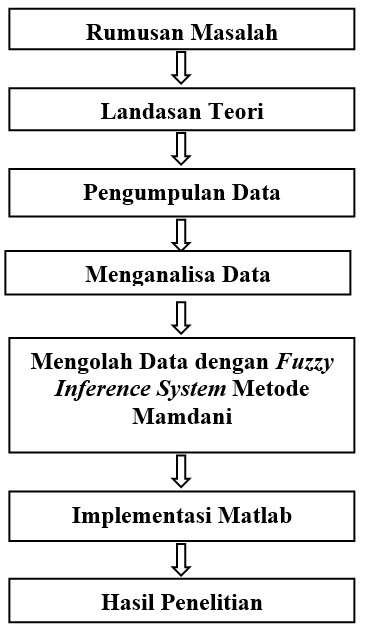 Rumusan Masalah
Landasan Teori
Pengumpulan Data
Menganalisa Data
Mengolah Data dengan Fuzzy
Inference System Metode
Mamdani
Implementasi Matlab
Hasil Penelitian